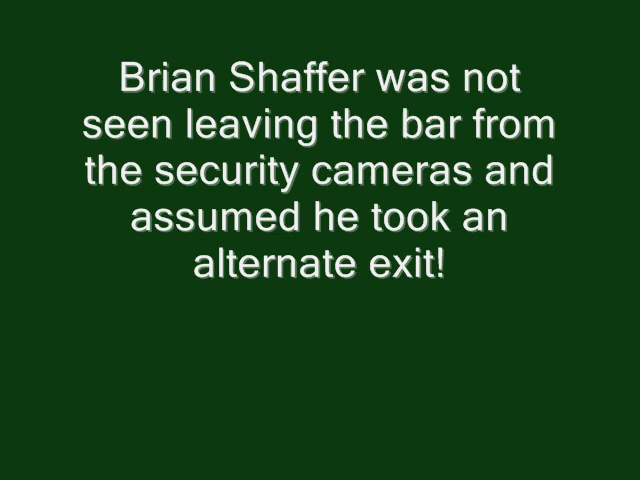 Brian Shaffer was not
seen leaving the bar from
the security cameras and
assumed he took an
alternate exit!